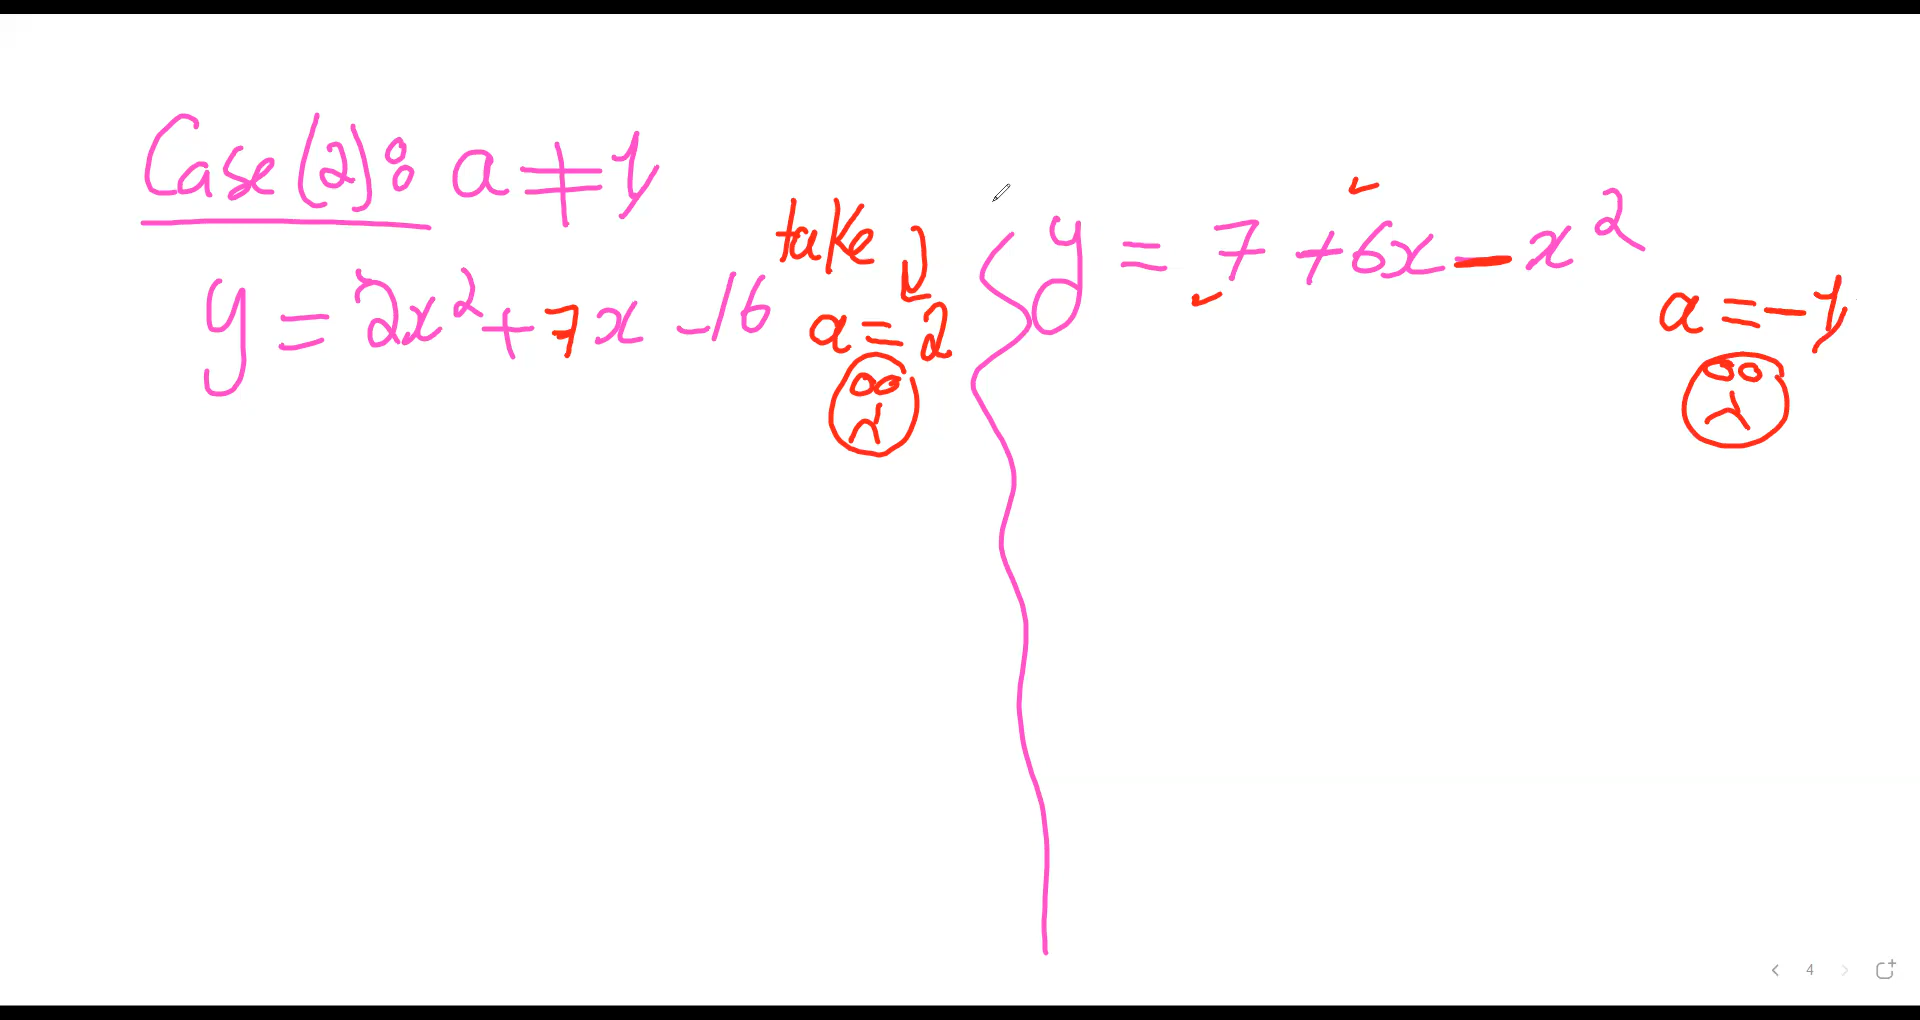 Case(2): a ≠ 1
y = 2x² + 7x - 16
take
a = 2
y = 7 + 6x - x²
a = -1
4